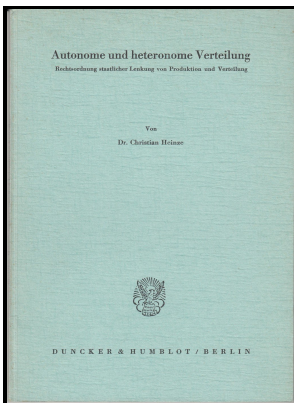 Autonome und heteronome Verteilung
Rechtsordnung staatlicher Lenkung von Produktion und Verteilung
Von
Dr. Christian Heinze
DUNCKER & HUMBLOT / BERLIN